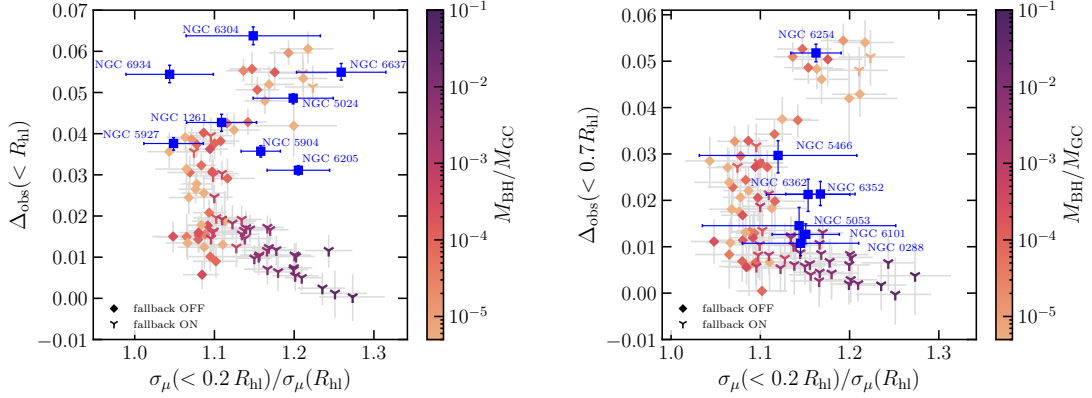 0.07
0.06
0.05
0.04
0.03
0.02
0.01
0.00
−0.01
Δobs(< Rhl)
NGC 6304
NGC 6934
NGC 6637
NGC 5024
NGC 1261
NGC 5927
NGC 5904
NGC 6205
fallback OFF
fallback ON
1.0
1.1
1.2
1.3
σμ(< 0.2 Rhl)/σμ(Rhl)
10⁻¹
10⁻²
10⁻³
10⁻⁴
10⁻⁵
MBH/MGC
0.06
0.05
0.04
0.03
0.02
0.01
0.00
−0.01
Δobs(< 0.7Rhl)
NGC 6254
NGC 5466
NGC 6362
NGC 6352
NGC 5053
NGC 6101
NGC 0288
fallback OFF
fallback ON
1.0
1.1
1.2
1.3
σμ(< 0.2 Rhl)/σμ(Rhl)
10⁻¹
10⁻²
10⁻³
10⁻⁴
10⁻⁵
MBH/MGC